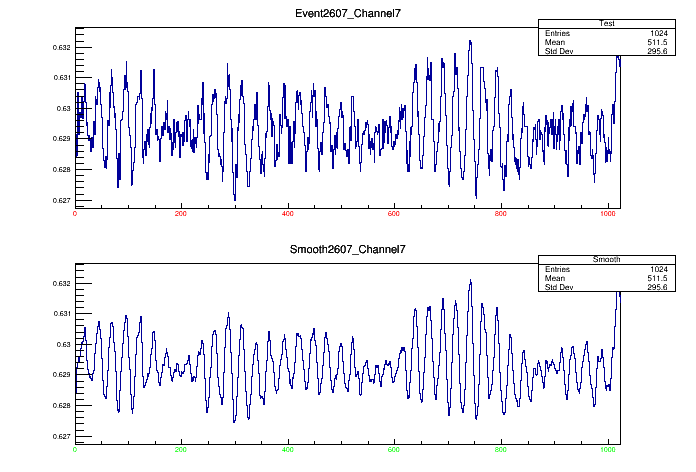 Event2607_Channel7
Test
Entries 1024
Mean 511.5
Std Dev 295.6
0.632
0.631
0.63
0.629
0.628
0.627
0 200 400 600 800 1000
Smooth2607_Channel7
Smooth
Entries 1024
Mean 511.5
Std Dev 295.6
0.632
0.631
0.63
0.629
0.628
0.627
0 200 400 600 800 1000